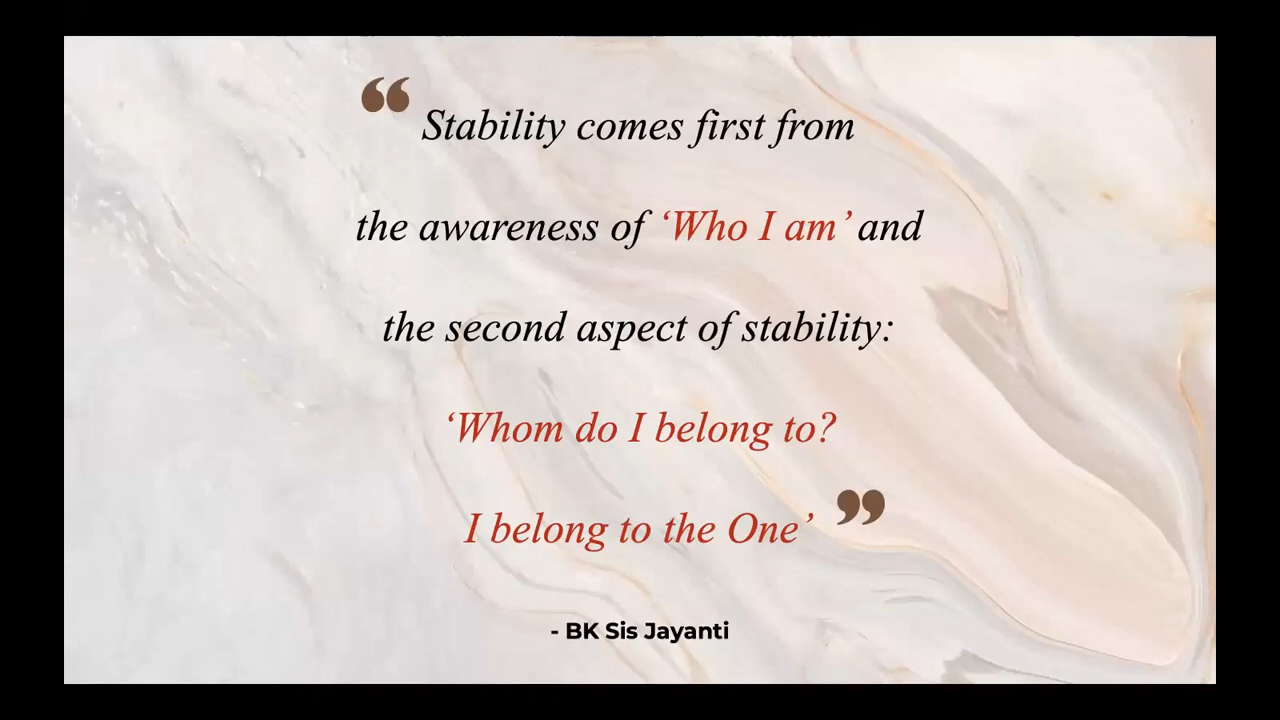 “ Stability comes first from
the awareness of ‘Who I am’ and
the second aspect of stability:
‘Whom do I belong to?
I belong to the One’ ”
- BK Sis Jayanti